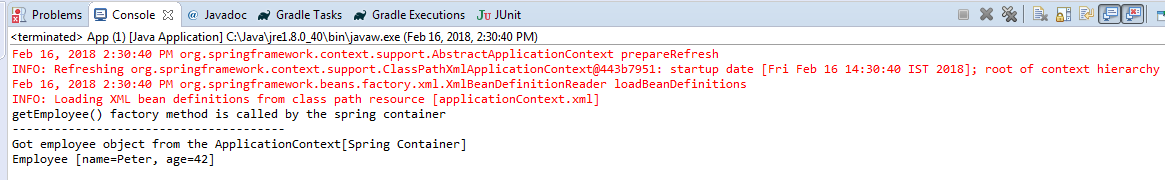 Problems Console @ Javadoc Gradle Tasks Gradle Executions JU JUnit
<terminated> App (1) [Java Application] C:\Java\jre1.8.0_40\bin\javaw.exe (Feb 16, 2018, 2:30:40 PM)
Feb 16, 2018 2:30:40 PM org.springframework.context.support.AbstractApplicationContext prepareRefresh
INFO: Refreshing org.springframework.context.support.ClassPathXmlApplicationContext@443b7951: startup date [Fri Feb 16 14:30:40 IST 2018]; root of context hierarchy
Feb 16, 2018 2:30:40 PM org.springframework.beans.factory.xml.XmlBeanDefinitionReader loadBeanDefinitions
INFO: Loading XML bean definitions from class path resource [applicationContext.xml]
getEmployee() factory method is called by the spring container
---------------------------------------
Got employee object from the ApplicationContext[Spring Container]
Employee [name=Peter, age=42]